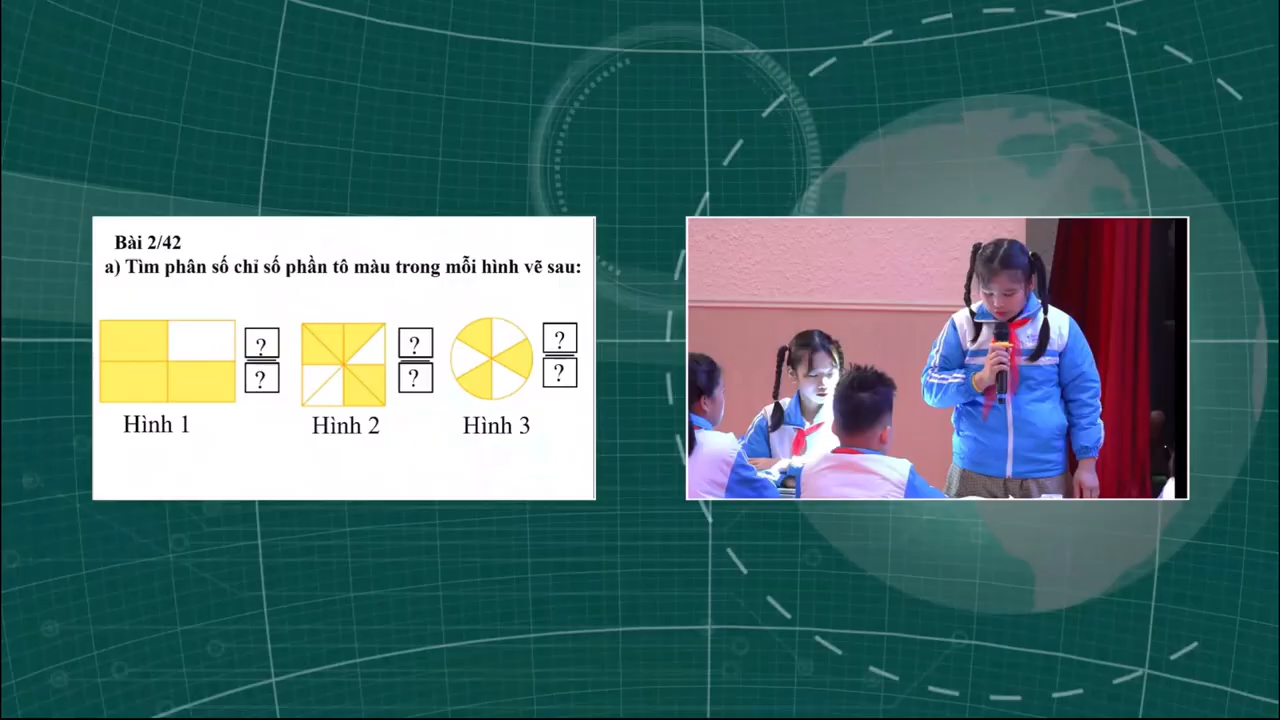 Bài 2/42
a) Tìm phân số chỉ số phần tô màu trong mỗi hình vẽ sau:
? ? ?
? ? ?
Hình 1 Hình 2 Hình 3